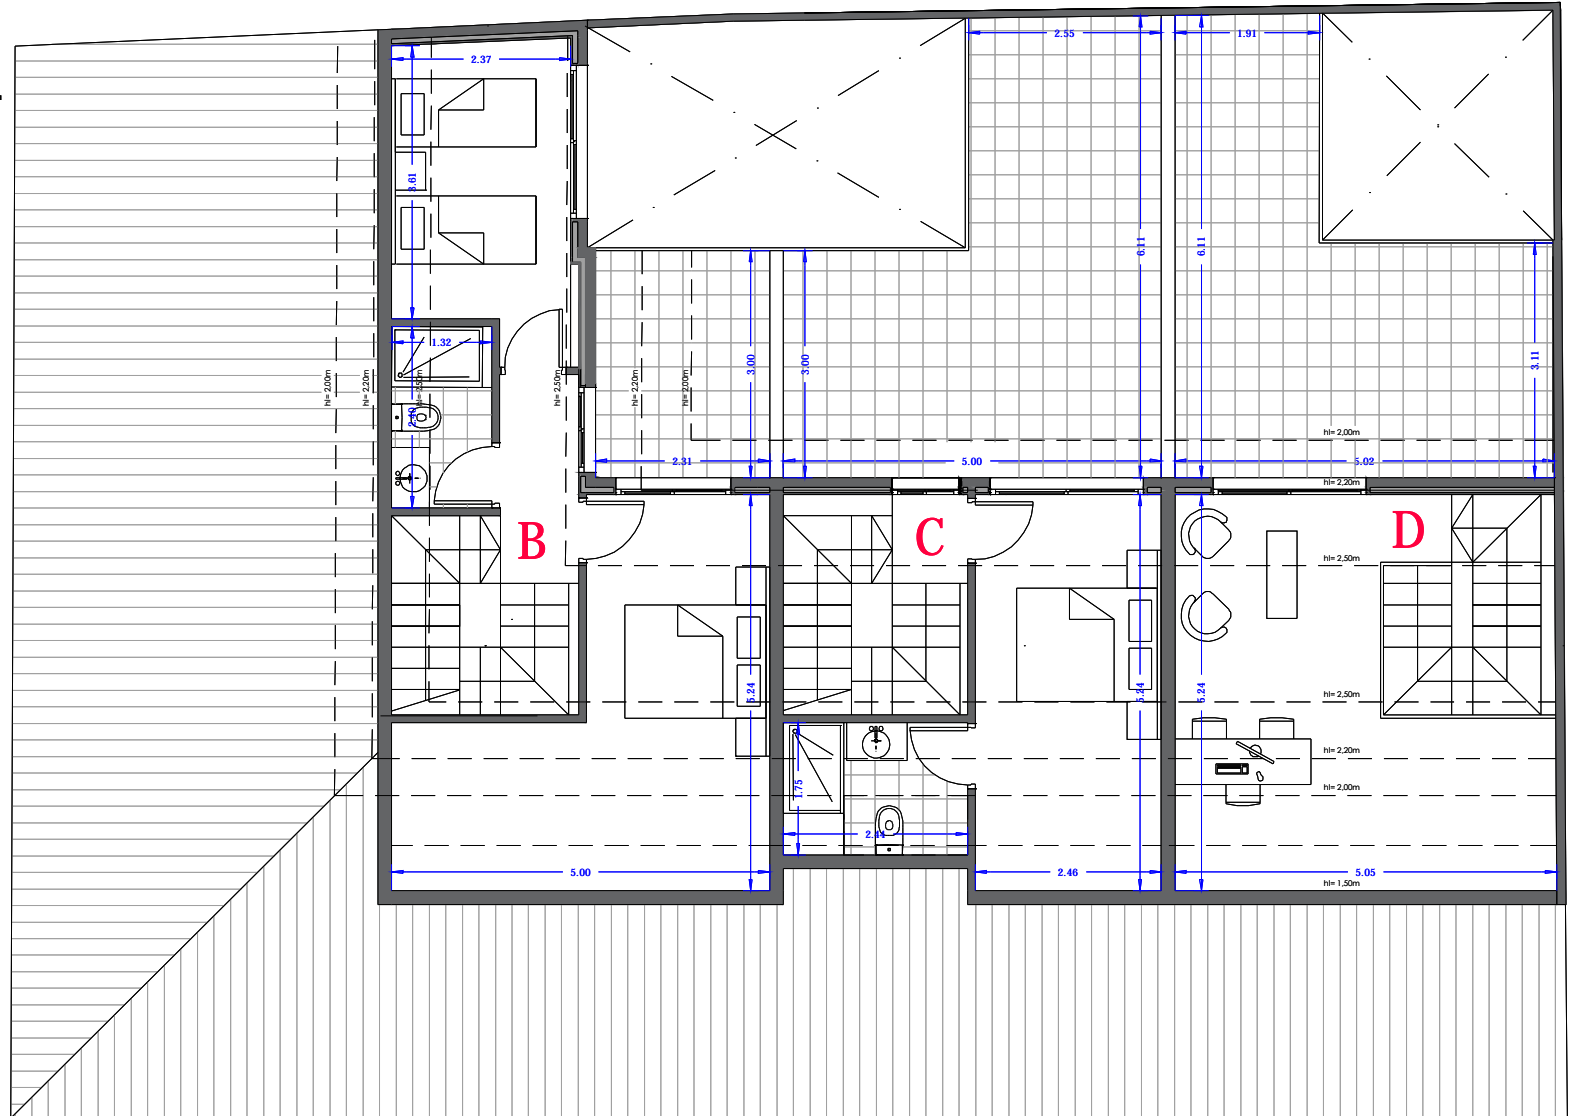 2.55
1.91
2.37
3.61
6.11
6.11
1.32
3.00
3.00
3.11
hl= 2,00m
hl= 2,20m
hl= 2,50m
hl= 2,50m
hl= 2,20m
hl= 2,00m
2.40
hl= 2,00m
2.31
5.00
5.02
hl= 2,20m
B
C
D
hl= 2,50m
5.24
5.24
5.24
hl= 2,50m
hl= 2,20m
1.75
hl= 2,00m
2.44
5.00
2.46
5.05
hl= 1,50m